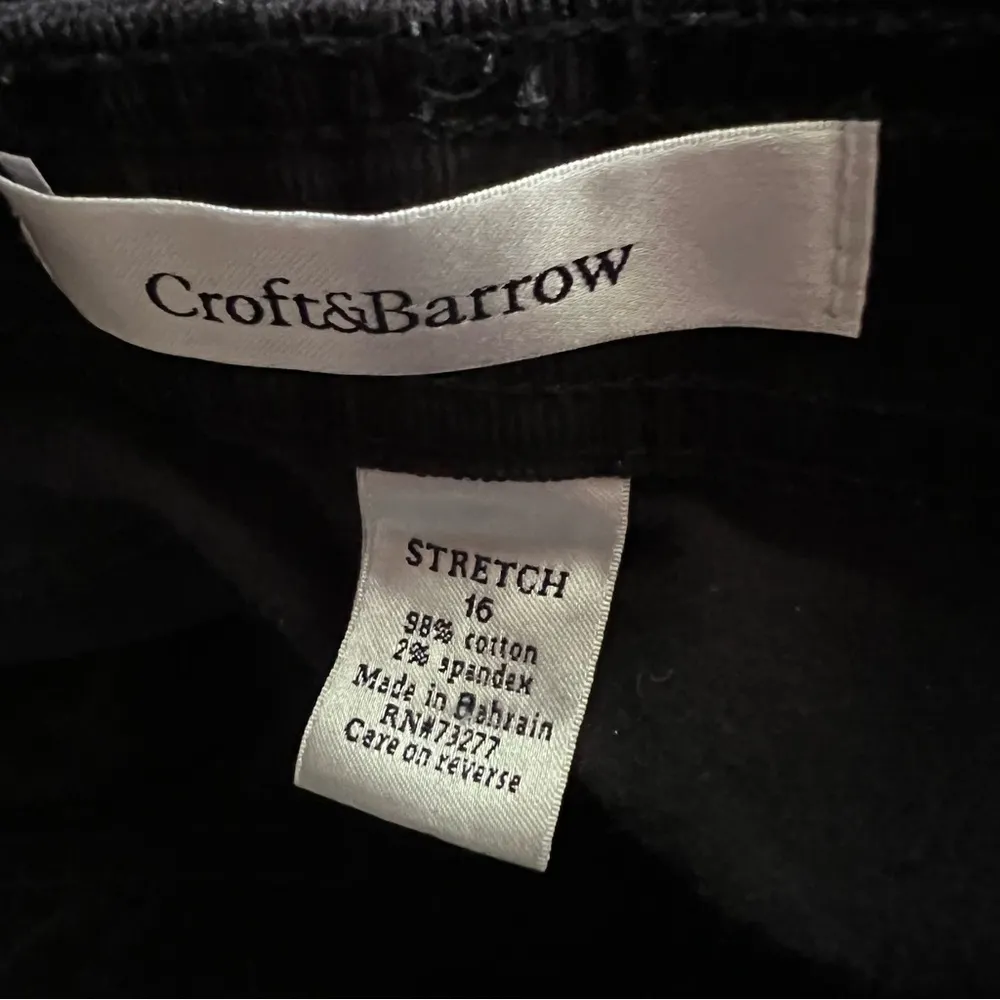 Croft&Barrow
STRETCH
16
98% cotton
2% spandex
Made in Bahrain
RN#73277
Care on reverse